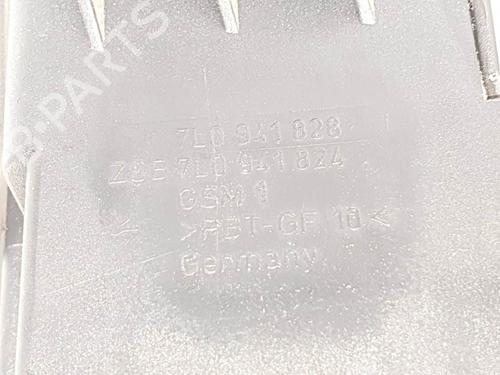 B-PARTS
7L0 941 828
ZSB 7L0 941 824
GSM 1
>PBT-GF 10<
Germany